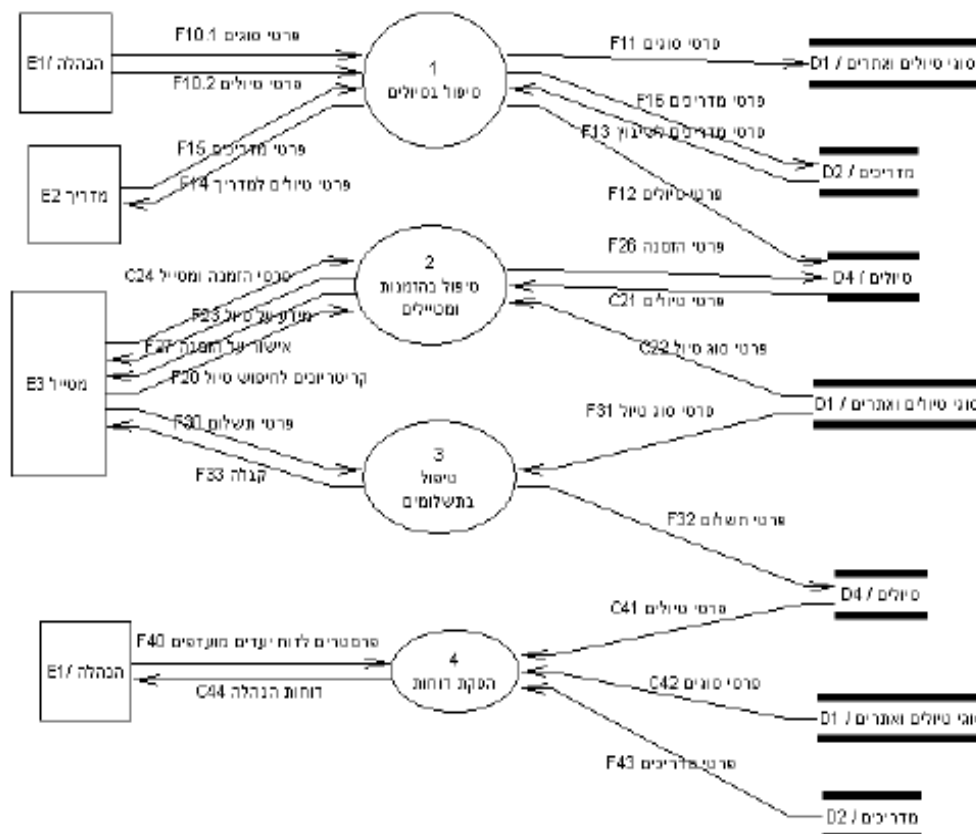 E1/ הנהלה
F10.1 פרטי סוגים
F10.2 פרטי טיולים
1
טיפול בטיולים
F11 פרטי סוגים
D1 / סוגי טיולים ואתרים
F15 פרטי מדריכים
F14 פרטי טיולים למדריך
E2 מדריך
F16 פרטי מדריכים
F13 פרטי מדריכים לשיבוץ
D2 / מדריכים
F12 פרטי טיולים
D4 / טיולים
C24 פרטי הזמנה ומטייל
2
טיפול בהזמנות
ומטיילים
F26 פרטי הזמנה
C21 פרטי טיולים
F23 מידע על טיול
F27 אישור על הזמנה
F20 קריטריונים לחיפוש טיול
E3 מטייל
C22 פרטי סוג טיול
D1 / סוגי טיולים ואתרים
F30 פרטי תשלום
F33 קבלה
3
טיפול
בתשלומים
F31 פרטי סוג טיול
F32 פרטי תשלום
D4 / טיולים
E1/ הנהלה
F40 פרמטרים לדוח יעדים מועדפים
C44 דוחות הנהלה
4
הפקת דוחות
C41 פרטי טיולים
C42 פרטי סוגים
D1 / סוגי טיולים ואתרים
F43 פרטי מדריכים
D2 / מדריכים